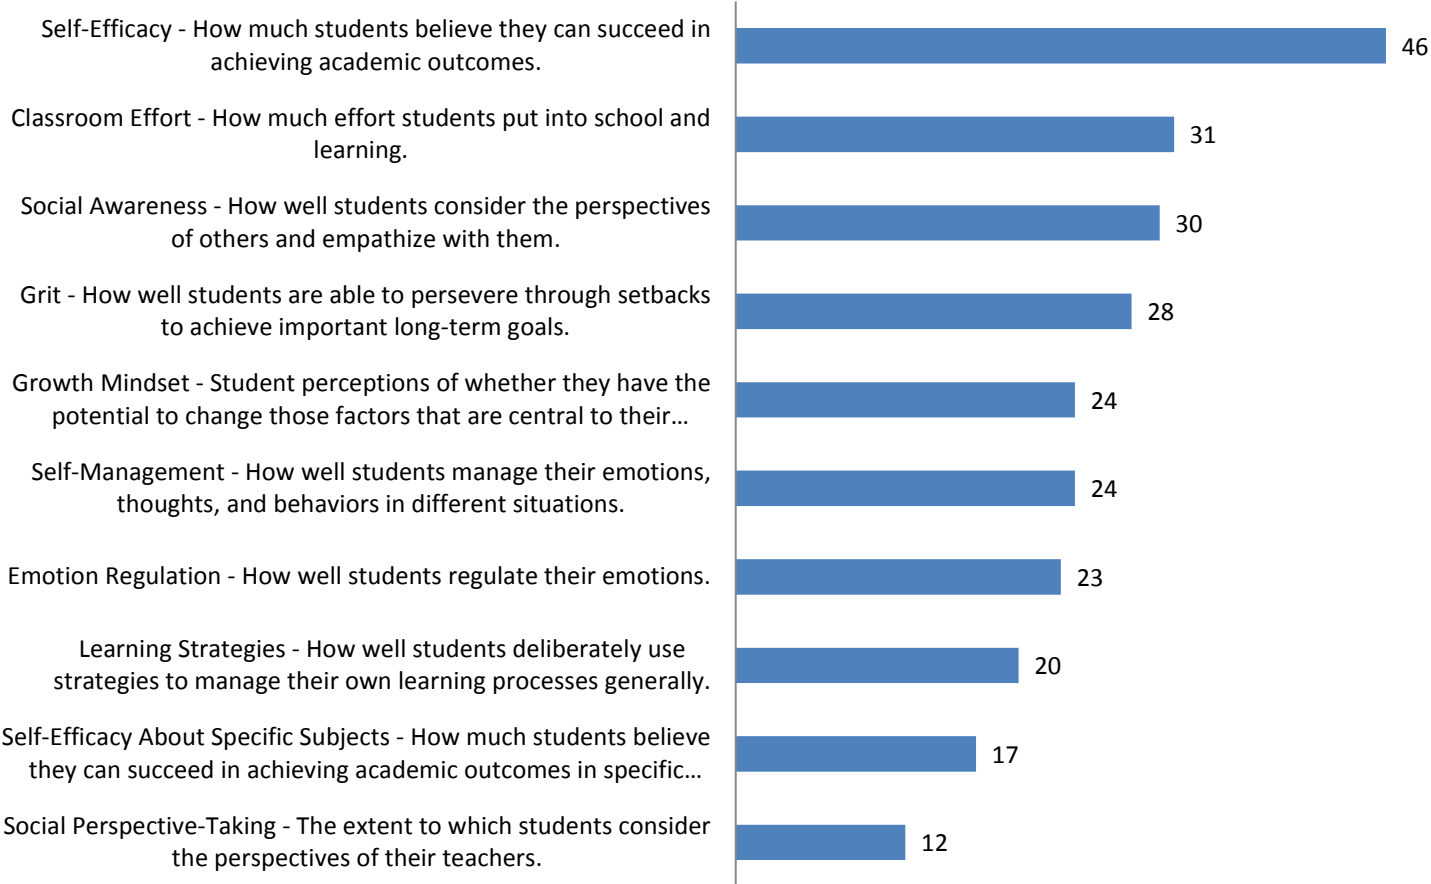 Self-Efficacy - How much students believe they can succeed in
achieving academic outcomes.
46
Classroom Effort - How much effort students put into school and
learning.
31
Social Awareness - How well students consider the perspectives
of others and empathize with them.
30
Grit - How well students are able to persevere through setbacks
to achieve important long-term goals.
28
Growth Mindset - Student perceptions of whether they have the
potential to change those factors that are central to their…
24
Self-Management - How well students manage their emotions,
thoughts, and behaviors in different situations.
24
Emotion Regulation - How well students regulate their emotions.
23
Learning Strategies - How well students deliberately use
strategies to manage their own learning processes generally.
20
Self-Efficacy About Specific Subjects - How much students believe
they can succeed in achieving academic outcomes in specific…
17
Social Perspective-Taking - The extent to which students consider
the perspectives of their teachers.
12